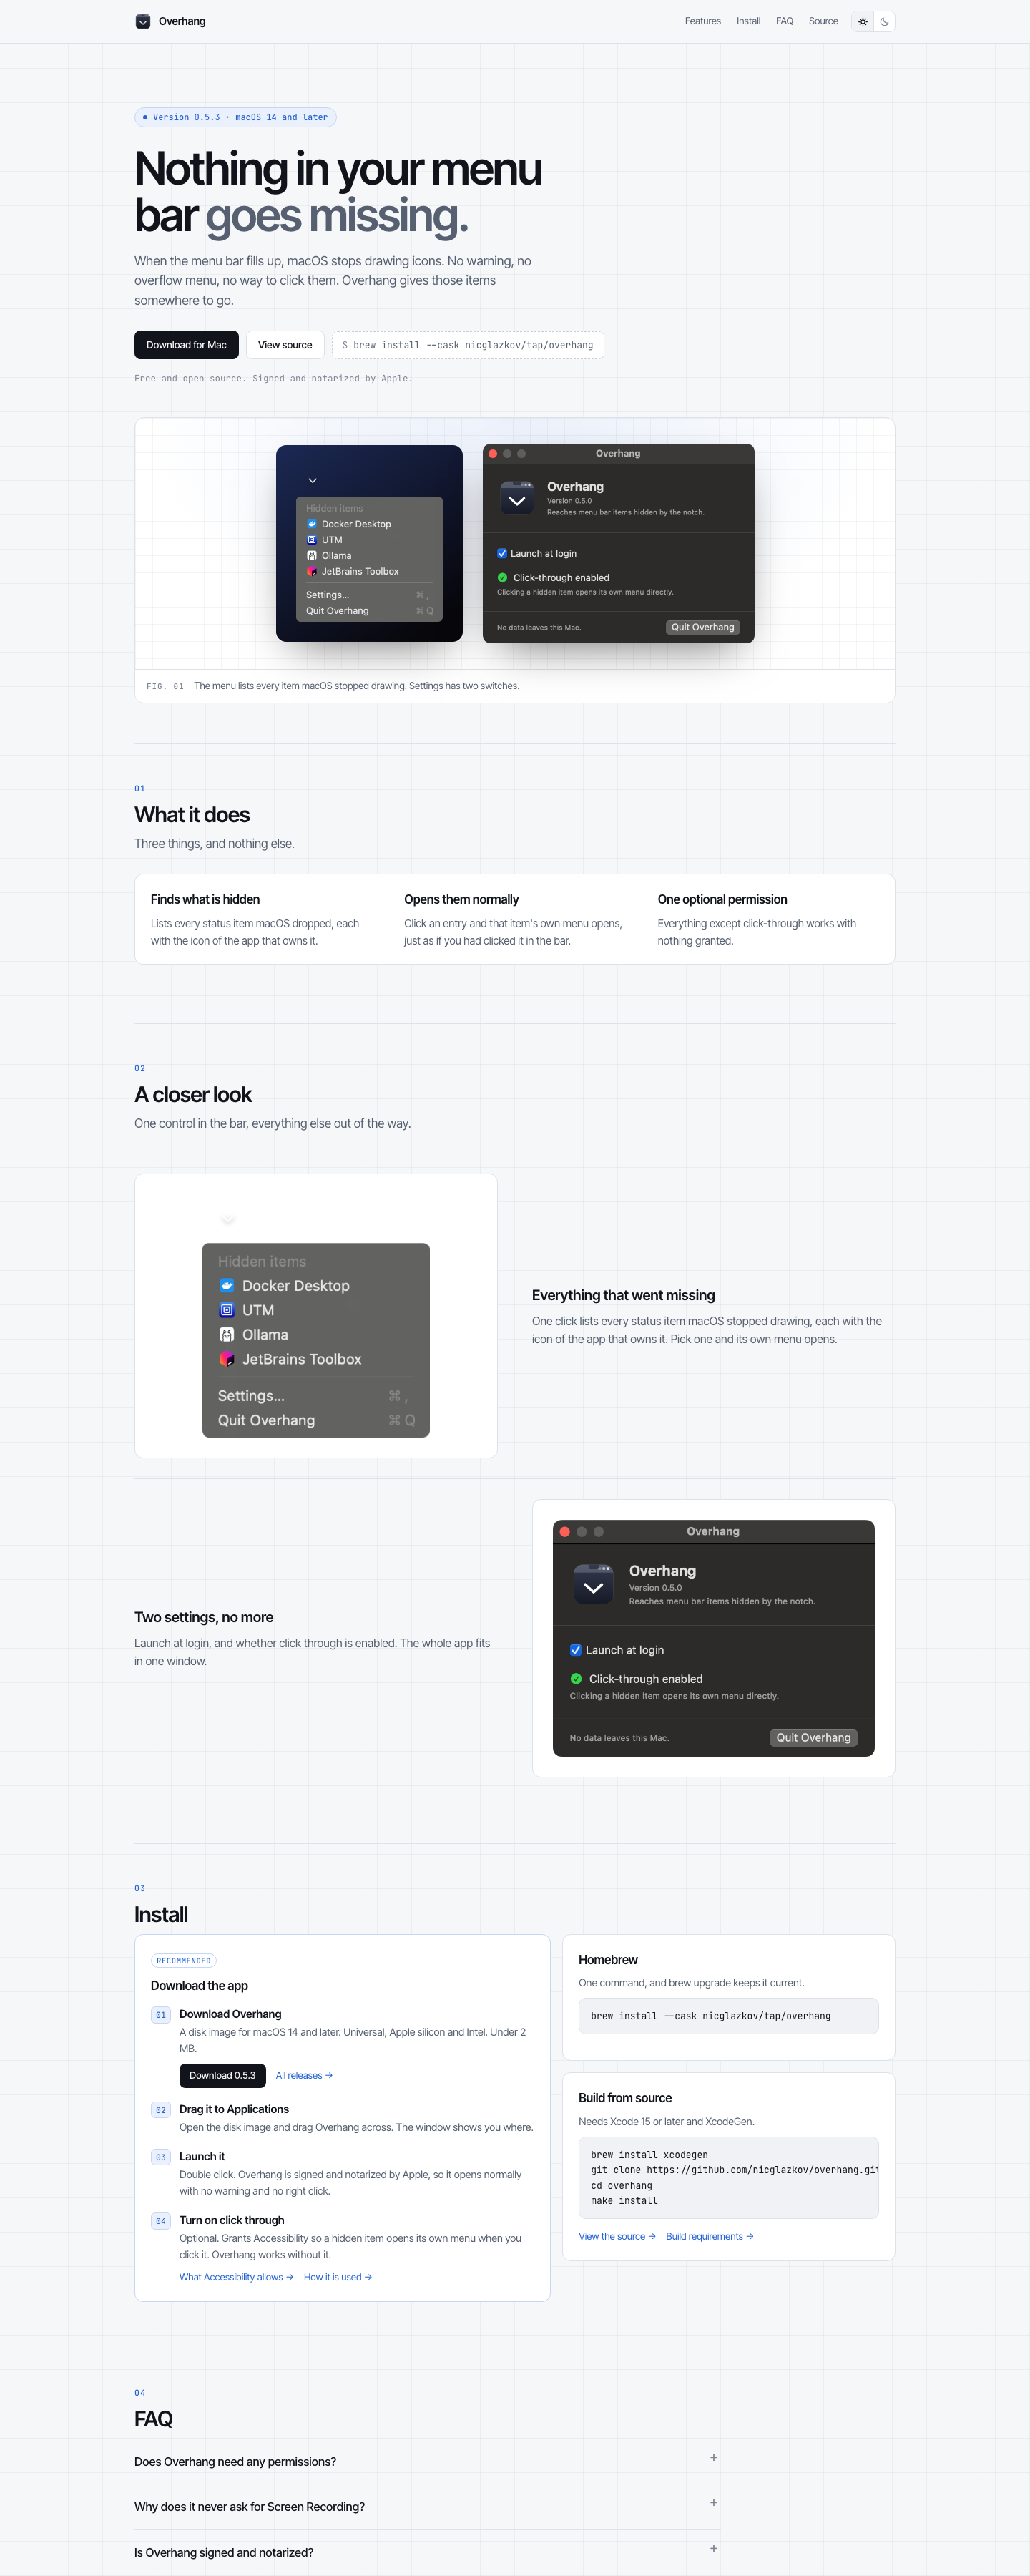 Overhang
Features
Install
FAQ
Source
Version 0.5.3 · macOS 14 and later
Nothing in your menu
bar goes missing.
When the menu bar fills up, macOS stops drawing icons. No warning, no
overflow menu, no way to click them. Overhang gives those items
somewhere to go.
Download for Mac
View source
$ brew install --cask nicglazkov/tap/overhang
Free and open source. Signed and notarized by Apple.
Hidden items
Docker Desktop
UTM
Ollama
JetBrains Toolbox
Settings...
⌘ ,
Quit Overhang
⌘ Q
Overhang
Overhang
Version 0.5.0
Reaches menu bar items hidden by the notch.
Launch at login
Click-through enabled
Clicking a hidden item opens its own menu directly.
No data leaves this Mac.
Quit Overhang
FIG. 01
The menu lists every item macOS stopped drawing. Settings has two switches.
01
What it does
Three things, and nothing else.
Finds what is hidden
Lists every status item macOS dropped, each
with the icon of the app that owns it.
Opens them normally
Click an entry and that item's own menu opens,
just as if you had clicked it in the bar.
One optional permission
Everything except click-through works with
nothing granted.
02
A closer look
One control in the bar, everything else out of the way.
Hidden items
Docker Desktop
UTM
Ollama
JetBrains Toolbox
Settings...
⌘ ,
Quit Overhang
⌘ Q
Everything that went missing
One click lists every status item macOS stopped drawing, each with the
icon of the app that owns it. Pick one and its own menu opens.
Two settings, no more
Launch at login, and whether click through is enabled. The whole app fits
in one window.
Overhang
Overhang
Version 0.5.0
Reaches menu bar items hidden by the notch.
Launch at login
Click-through enabled
Clicking a hidden item opens its own menu directly.
No data leaves this Mac.
Quit Overhang
03
Install
RECOMMENDED
Download the app
01
Download Overhang
A disk image for macOS 14 and later. Universal, Apple silicon and Intel. Under 2
MB.
Download 0.5.3
All releases →
02
Drag it to Applications
Open the disk image and drag Overhang across. The window shows you where.
03
Launch it
Double click. Overhang is signed and notarized by Apple, so it opens normally
with no warning and no right click.
04
Turn on click through
Optional. Grants Accessibility so a hidden item opens its own menu when you
click it. Overhang works without it.
What Accessibility allows →
How it is used →
Homebrew
One command, and brew upgrade keeps it current.
brew install --cask nicglazkov/tap/overhang
Build from source
Needs Xcode 15 or later and XcodeGen.
brew install xcodegen
git clone https://github.com/nicglazkov/overhang.git
cd overhang
make install
View the source →
Build requirements →
04
FAQ
Does Overhang need any permissions?
+
Why does it never ask for Screen Recording?
+
Is Overhang signed and notarized?
+